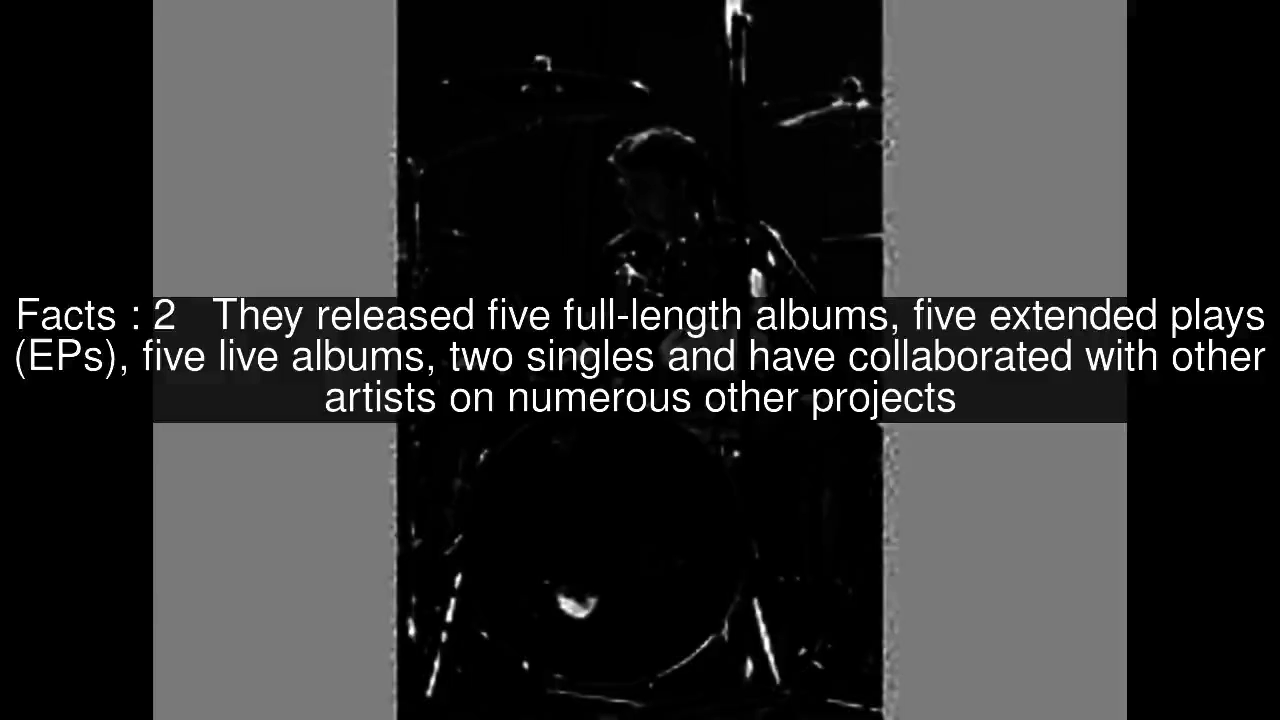 Facts : 2   They released five full-length albums, five extended plays
(EPs), five live albums, two singles and have collaborated with other
artists on numerous other projects